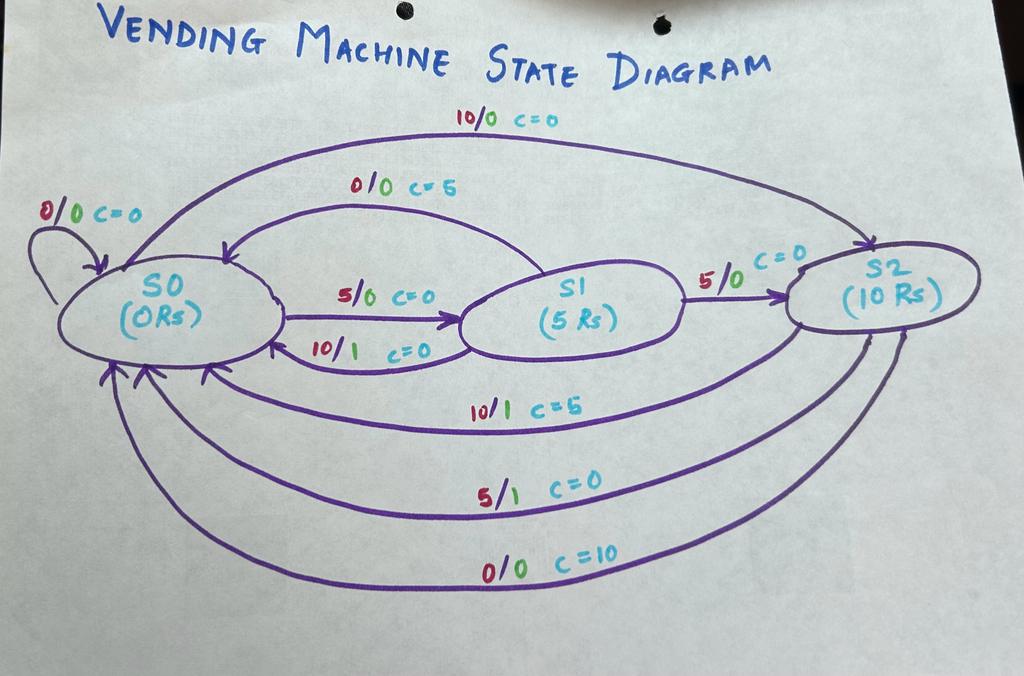 VENDING MACHINE STATE DIAGRAM
10/0 c=0
0/0 c=5
0/0 c=0
S0
(0Rs)
5/0 c=0
S1
(5 Rs)
5/0 c=0
S2
(10 Rs)
10/1 c=0
10/1 c=5
5/1 c=0
0/0 c=10